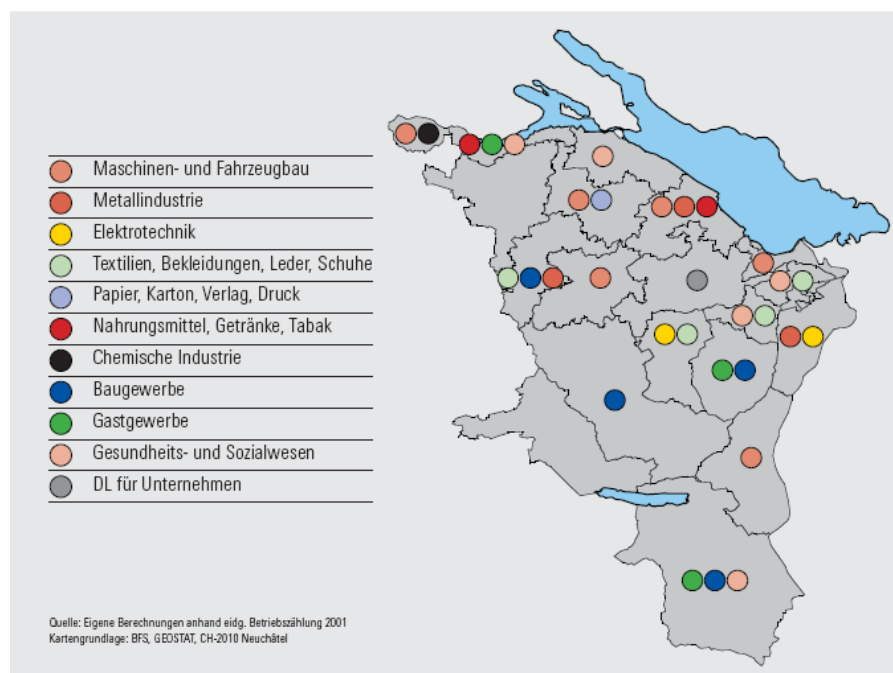 Maschinen- und Fahrzeugbau
Metallindustrie
Elektrotechnik
Textilien, Bekleidungen, Leder, Schuhe
Papier, Karton, Verlag, Druck
Nahrungsmittel, Getränke, Tabak
Chemische Industrie
Baugewerbe
Gastgewerbe
Gesundheits- und Sozialwesen
DL für Unternehmen
Quelle: Eigene Berechnungen anhand eidg. Betriebszählung 2001
Kartengrundlage: BFS, GEOSTAT, CH-2010 Neuchâtel